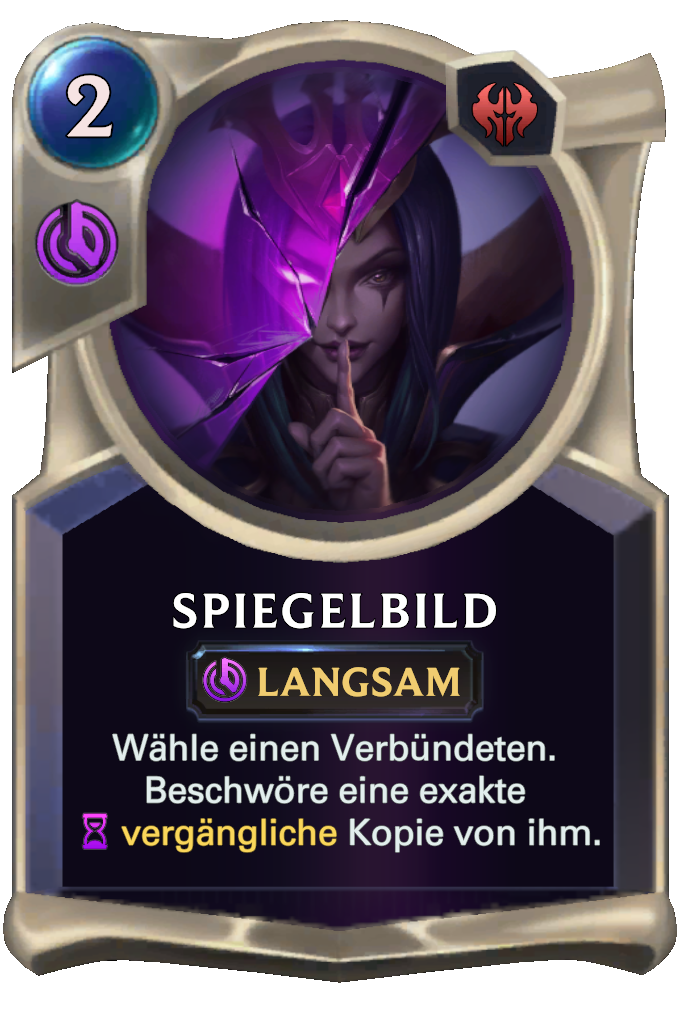 2
SPIEGELBILD
LANGSAM
Wähle einen Verbündeten.
Beschwöre eine exakte
vergängliche Kopie von ihm.